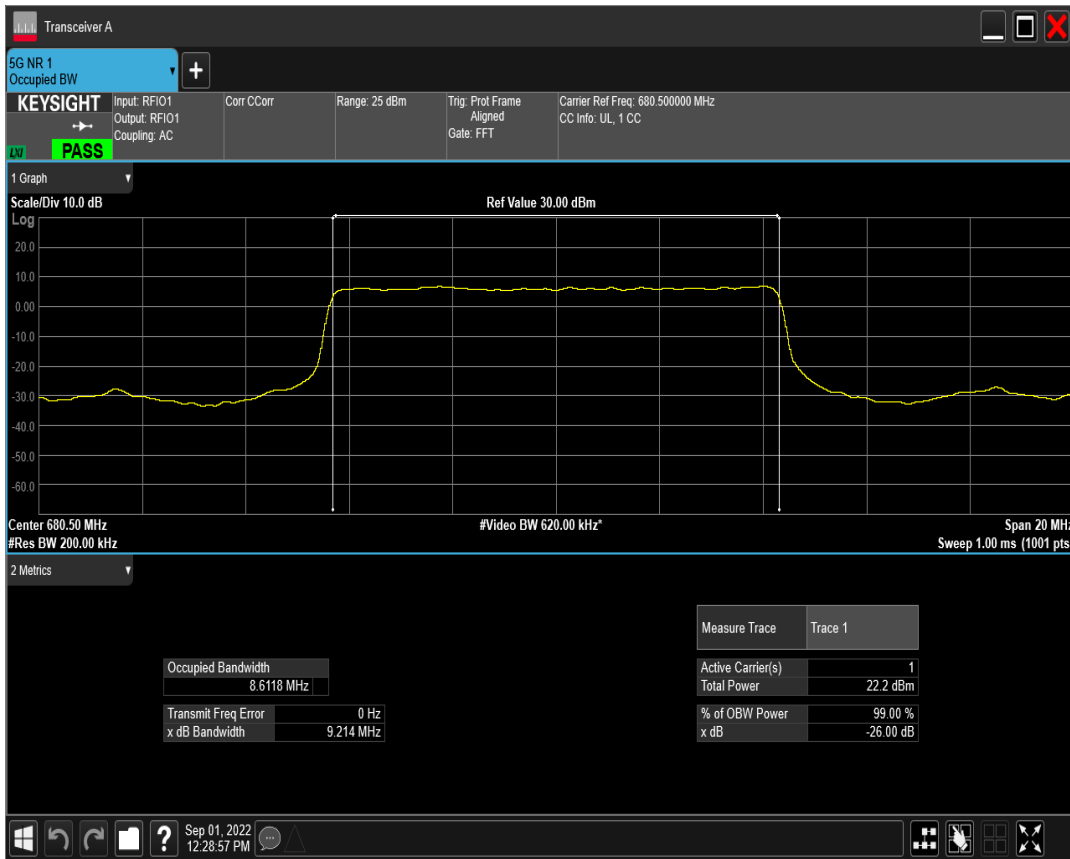 Transceiver A
5G NR 1
Occupied BW
+
KEYSIGHT
LXI
PASS
Input: RFIO1
Output: RFIO1
Coupling: AC
Corr CCorr
Range: 25 dBm
Trig: Prot Frame
Aligned
Gate: FFT
Carrier Ref Freq: 680.500000 MHz
CC Info: UL, 1 CC
1 Graph
Scale/Div 10.0 dB
Ref Value 30.00 dBm
Log
20.0
10.0
0.00
-10.0
-20.0
-30.0
-40.0
-50.0
-60.0
Center 680.50 MHz
#Video BW 620.00 kHz*
Span 20 MHz
#Res BW 200.00 kHz
Sweep 1.00 ms (1001 pts
2 Metrics
Measure Trace Trace 1
Occupied Bandwidth
8.6118 MHz
Active Carrier(s) 1
Total Power 22.2 dBm
Transmit Freq Error 0 Hz
x dB Bandwidth 9.214 MHz
% of OBW Power 99.00 %
x dB -26.00 dB
?
Sep 01, 2022
12:28:57 PM